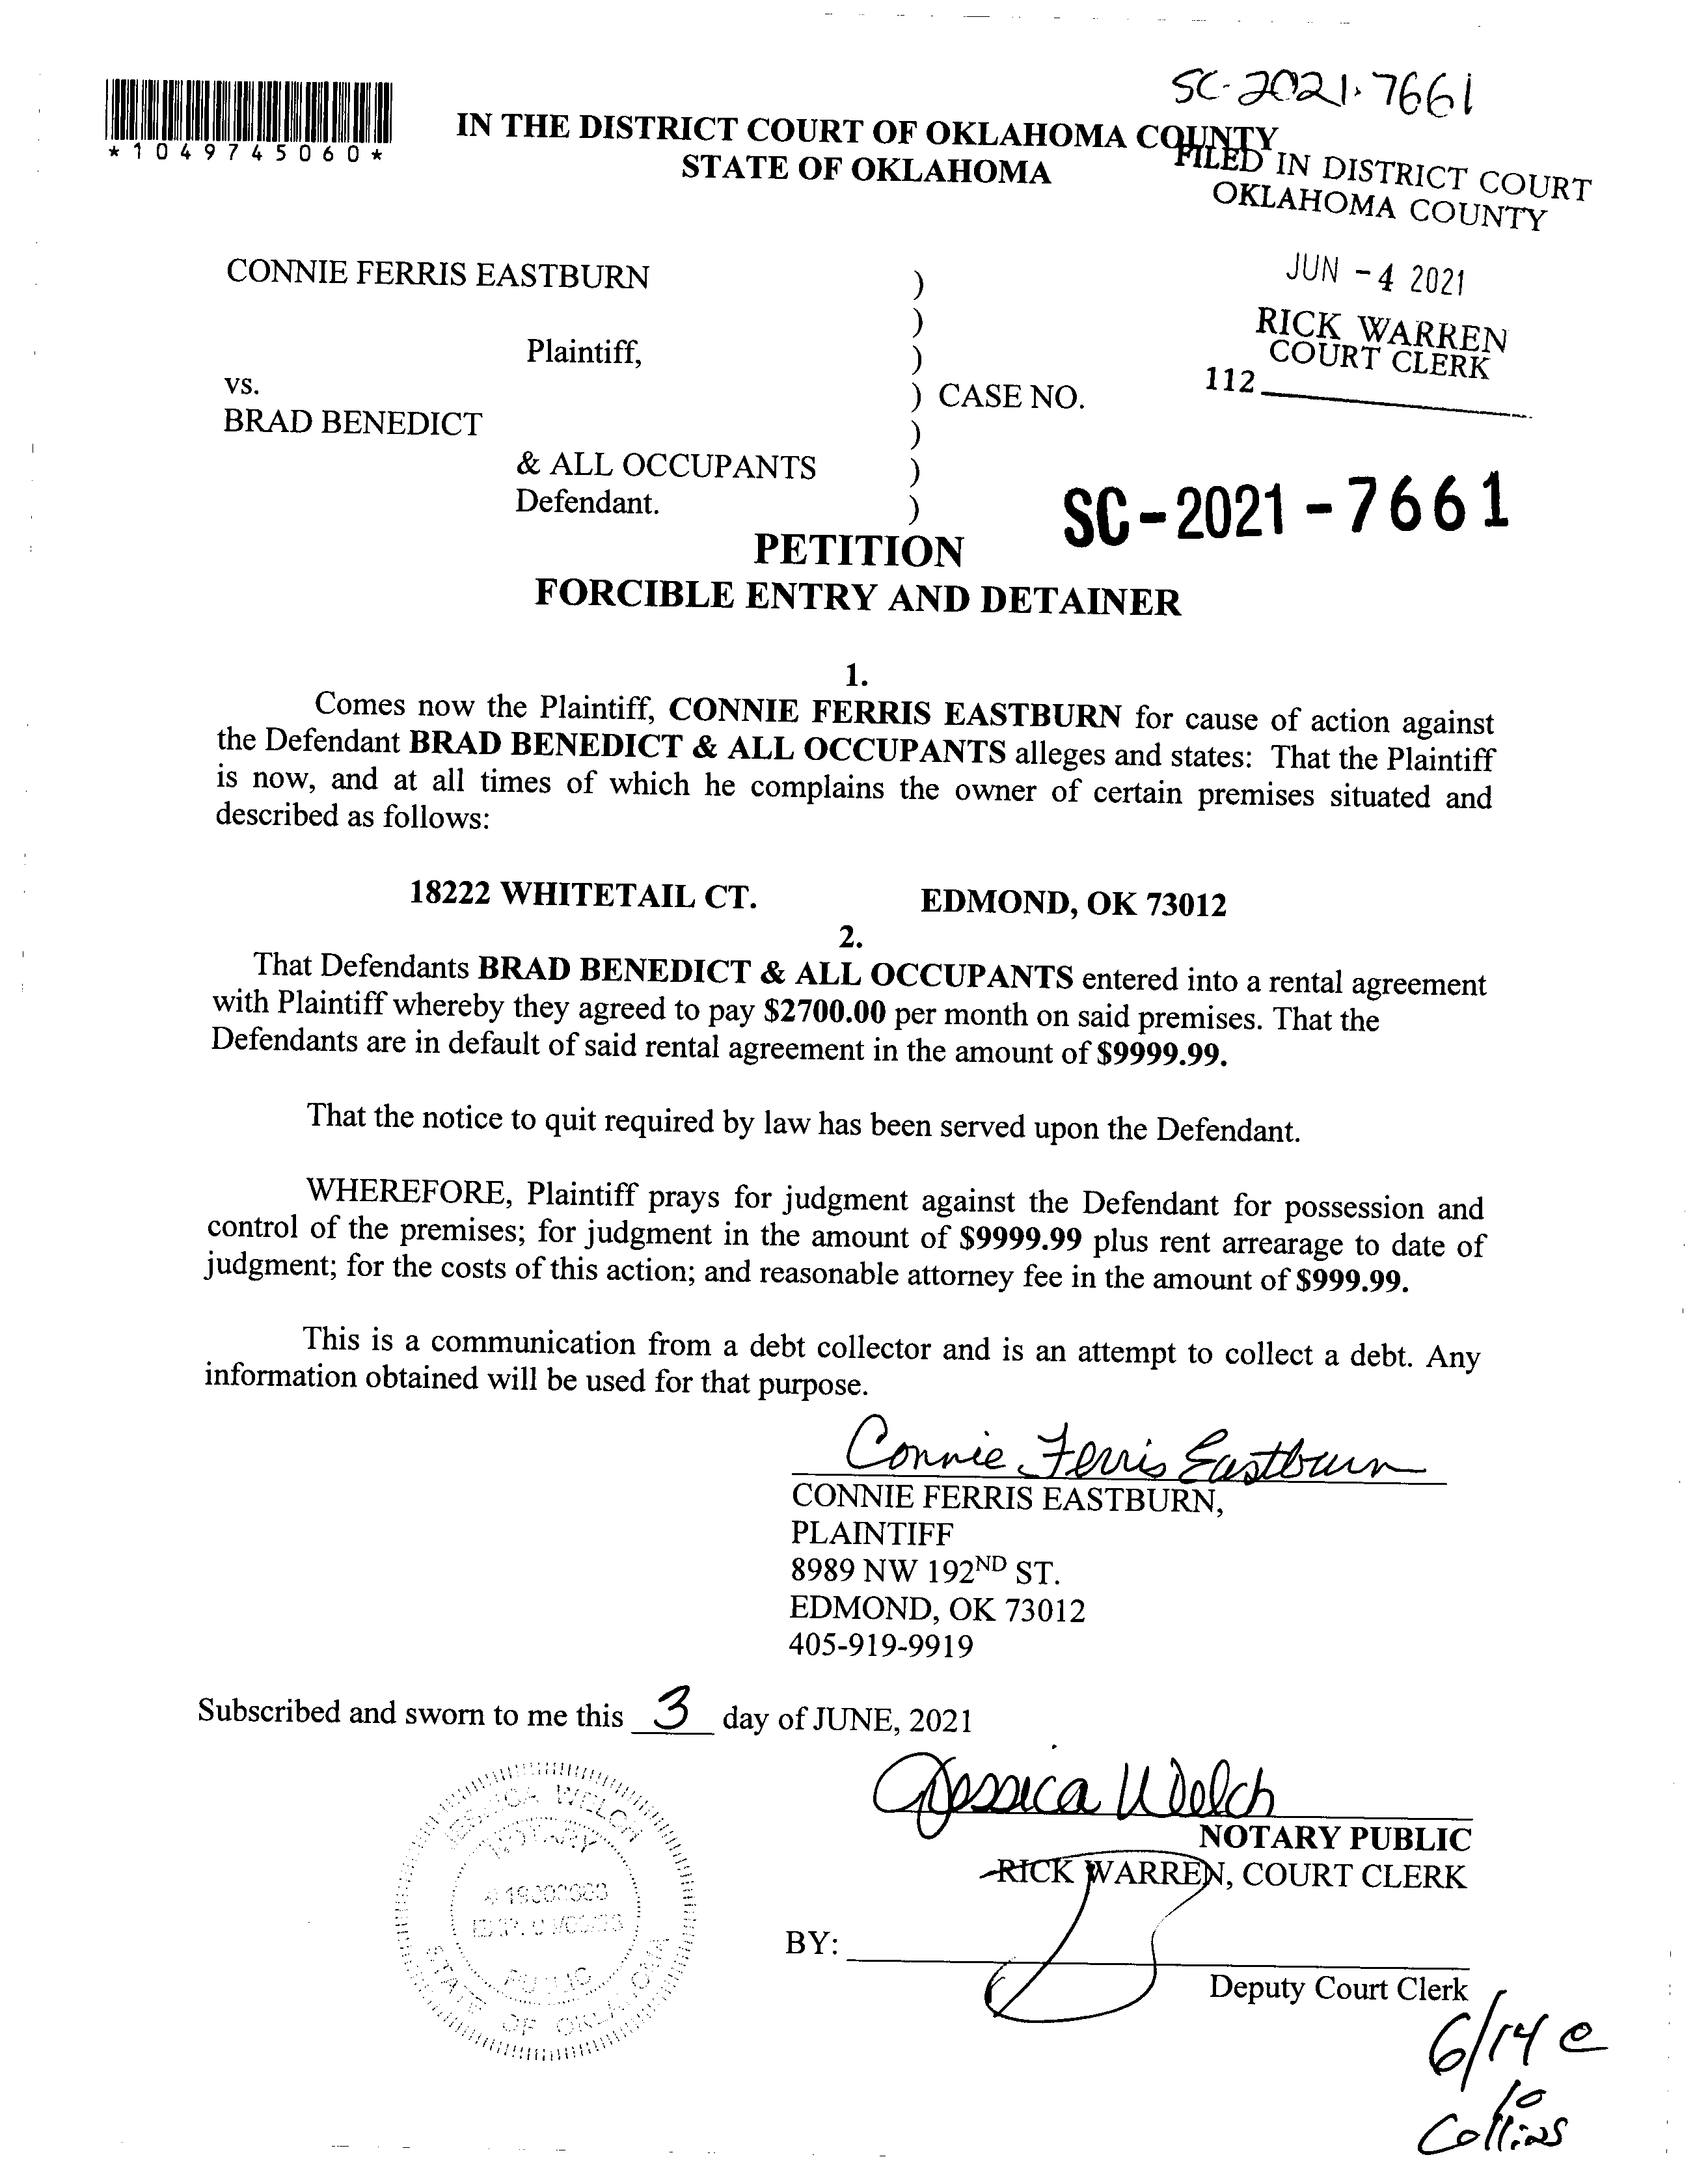 SC-2021-7661
*1049745060*
IN THE DISTRICT COURT OF OKLAHOMA COUNTY
STATE OF OKLAHOMA
FILED IN DISTRICT COURT
OKLAHOMA COUNTY
JUN -4 2021
RICK WARREN
COURT CLERK
112
CONNIE FERRIS EASTBURN )
)
Plaintiff, )
vs. ) CASE NO.
BRAD BENEDICT )
& ALL OCCUPANTS )
Defendant. )
SC-2021-7661
PETITION
FORCIBLE ENTRY AND DETAINER
1.
Comes now the Plaintiff, CONNIE FERRIS EASTBURN for cause of action against
the Defendant BRAD BENEDICT & ALL OCCUPANTS alleges and states: That the Plaintiff
is now, and at all times of which he complains the owner of certain premises situated and
described as follows:
18222 WHITETAIL CT. EDMOND, OK 73012
2.
That Defendants BRAD BENEDICT & ALL OCCUPANTS entered into a rental agreement
with Plaintiff whereby they agreed to pay $2700.00 per month on said premises. That the
Defendants are in default of said rental agreement in the amount of $9999.99.
That the notice to quit required by law has been served upon the Defendant.
WHEREFORE, Plaintiff prays for judgment against the Defendant for possession and
control of the premises; for judgment in the amount of $9999.99 plus rent arrearage to date of
judgment; for the costs of this action; and reasonable attorney fee in the amount of $999.99.
This is a communication from a debt collector and is an attempt to collect a debt. Any
information obtained will be used for that purpose.
Connie Ferris Eastburn
CONNIE FERRIS EASTBURN,
PLAINTIFF
8989 NW 192ND ST.
EDMOND, OK 73012
405-919-9919
Subscribed and sworn to me this 3 day of JUNE, 2021
Jessica Welch
NOTARY PUBLIC
RICK WARREN, COURT CLERK
BY:
Deputy Court Clerk
JESSICA WELCH
NOTARY
PUBLIC
STATE OF OKLAHOMA
6/14 @
10
Collins